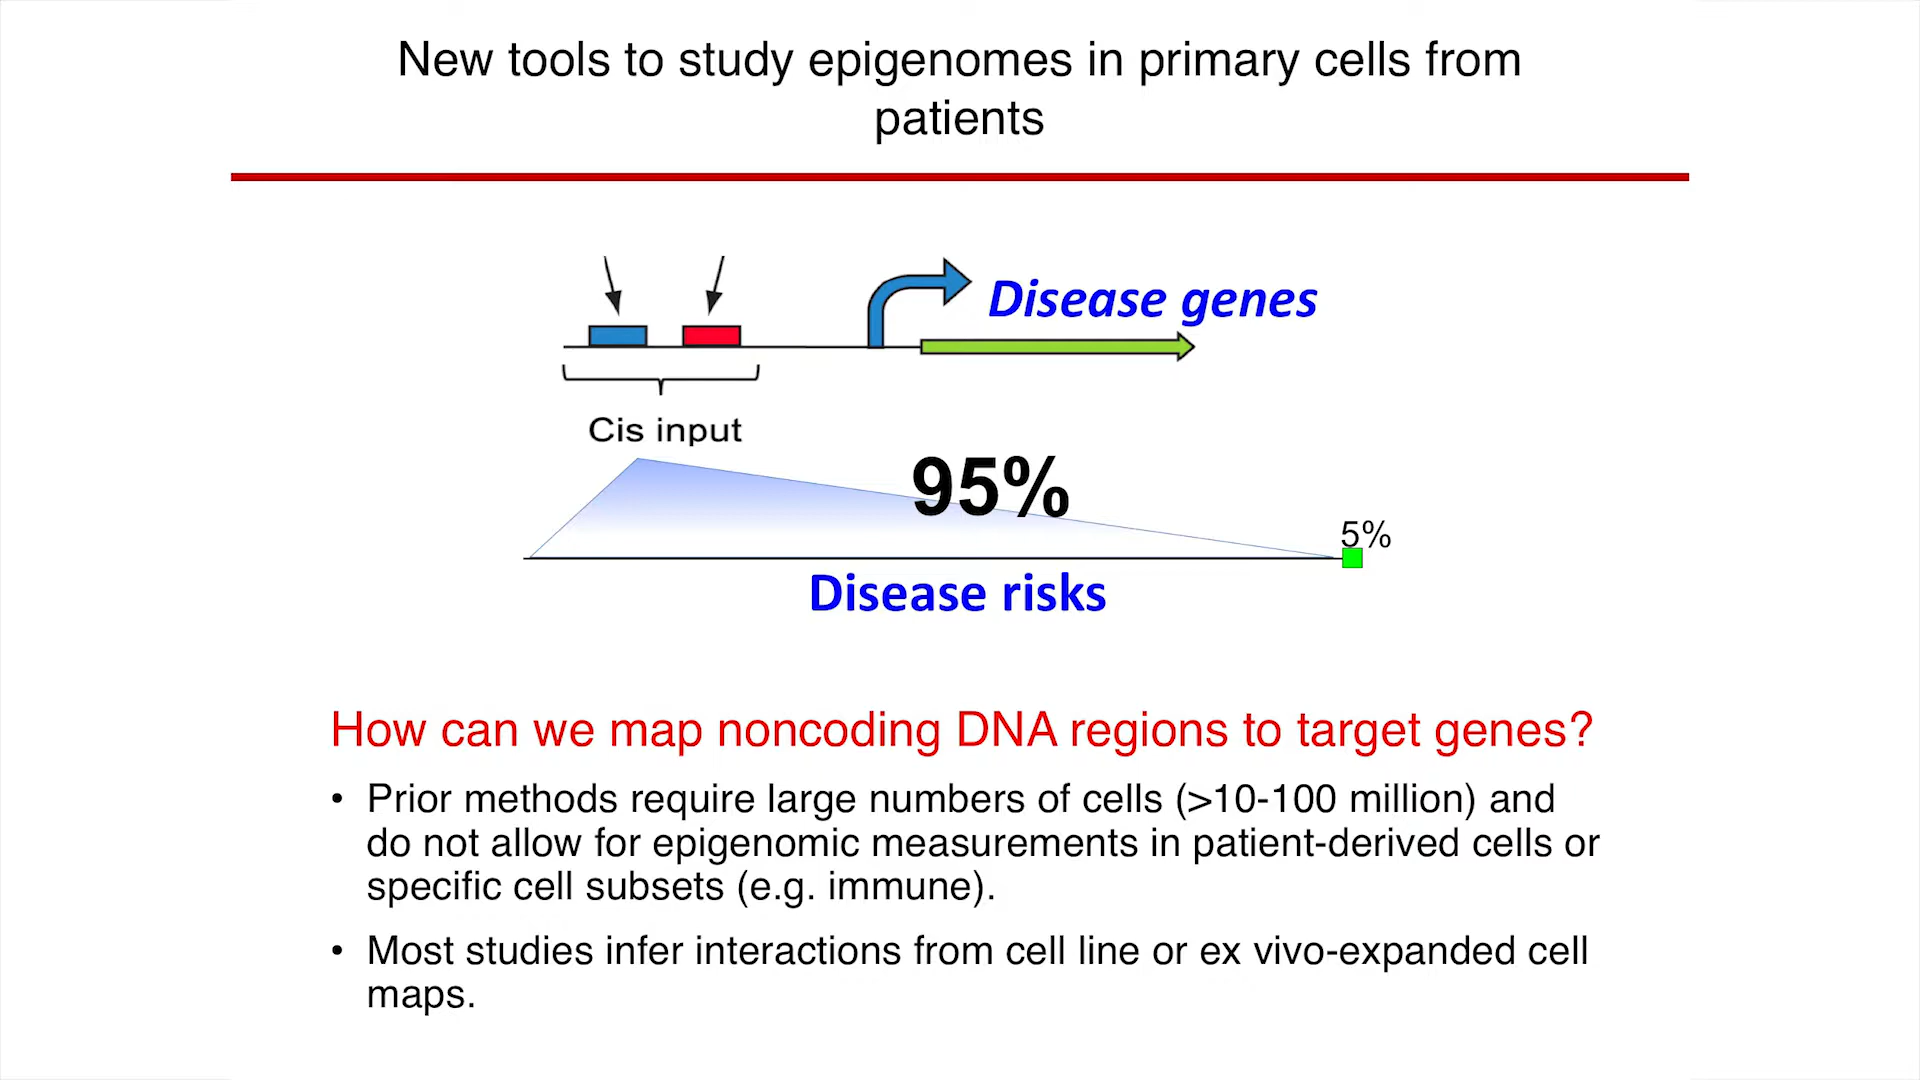 New tools to study epigenomes in primary cells from
patients
Disease genes
Cis input
95%
5%
Disease risks
How can we map noncoding DNA regions to target genes?
• Prior methods require large numbers of cells (>10-100 million) and
do not allow for epigenomic measurements in patient-derived cells or
specific cell subsets (e.g. immune).
• Most studies infer interactions from cell line or ex vivo-expanded cell
maps.